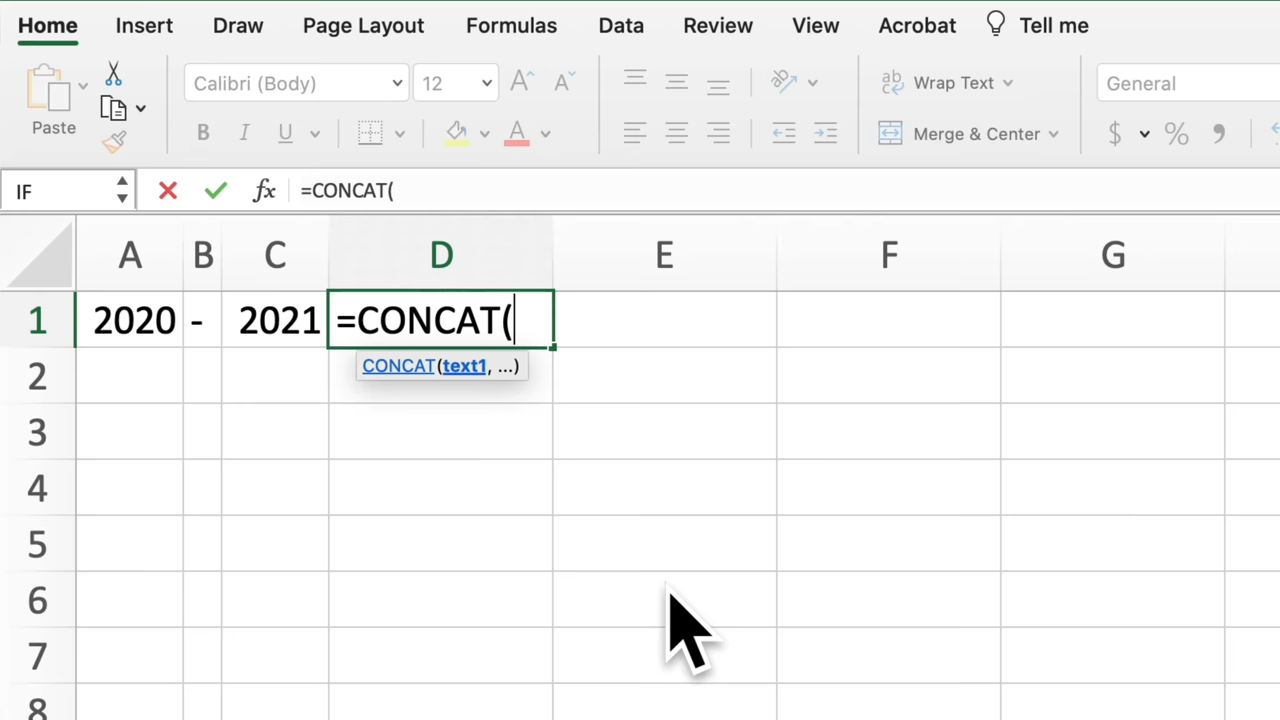 Home Insert Draw Page Layout Formulas Data Review View Acrobat Tell me
Calibri (Body) 12 ab Wrap Text General
Paste B I U A Merge & Center $ %
IF fx =CONCAT(
A B C D E F G
1 2020 - 2021 =CONCAT(
CONCAT(text1, ...)
2
3
4
5
6
7
8